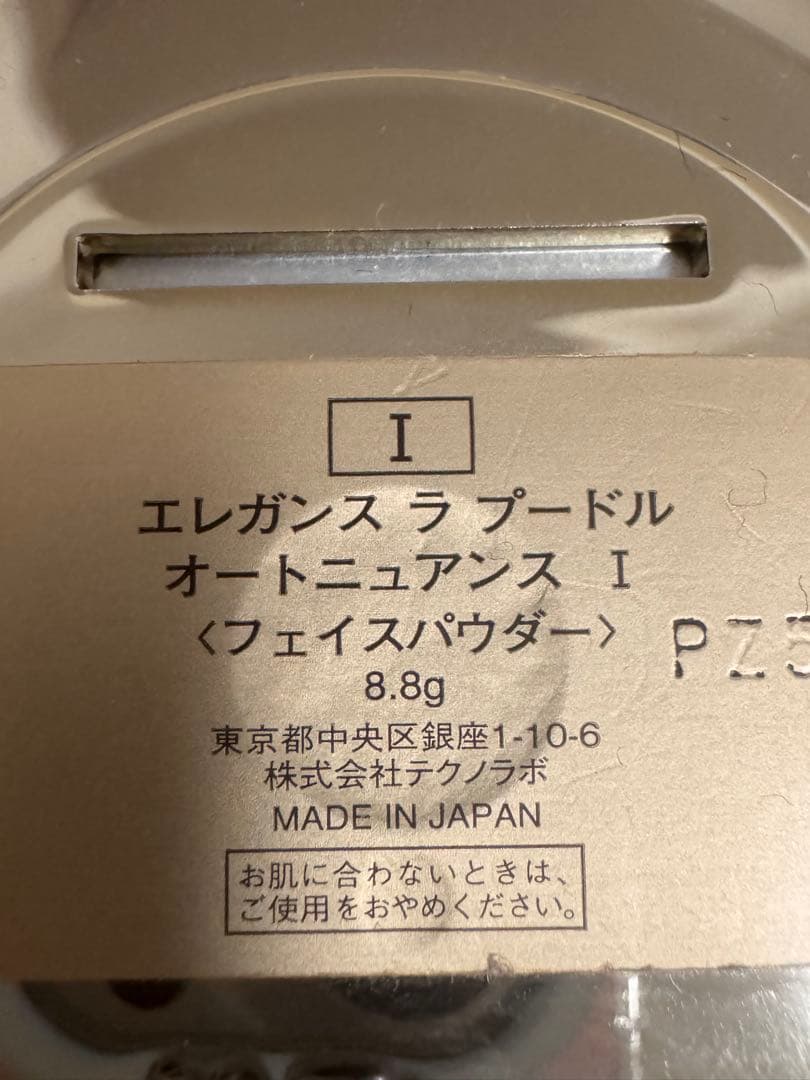 I
エレガンス ラ プードル
オートニュアンス I
〈フェイスパウダー〉
8.8g
東京都中央区銀座1-10-6
株式会社テクノラボ
MADE IN JAPAN
お肌に合わないときは、
ご使用をおやめください。